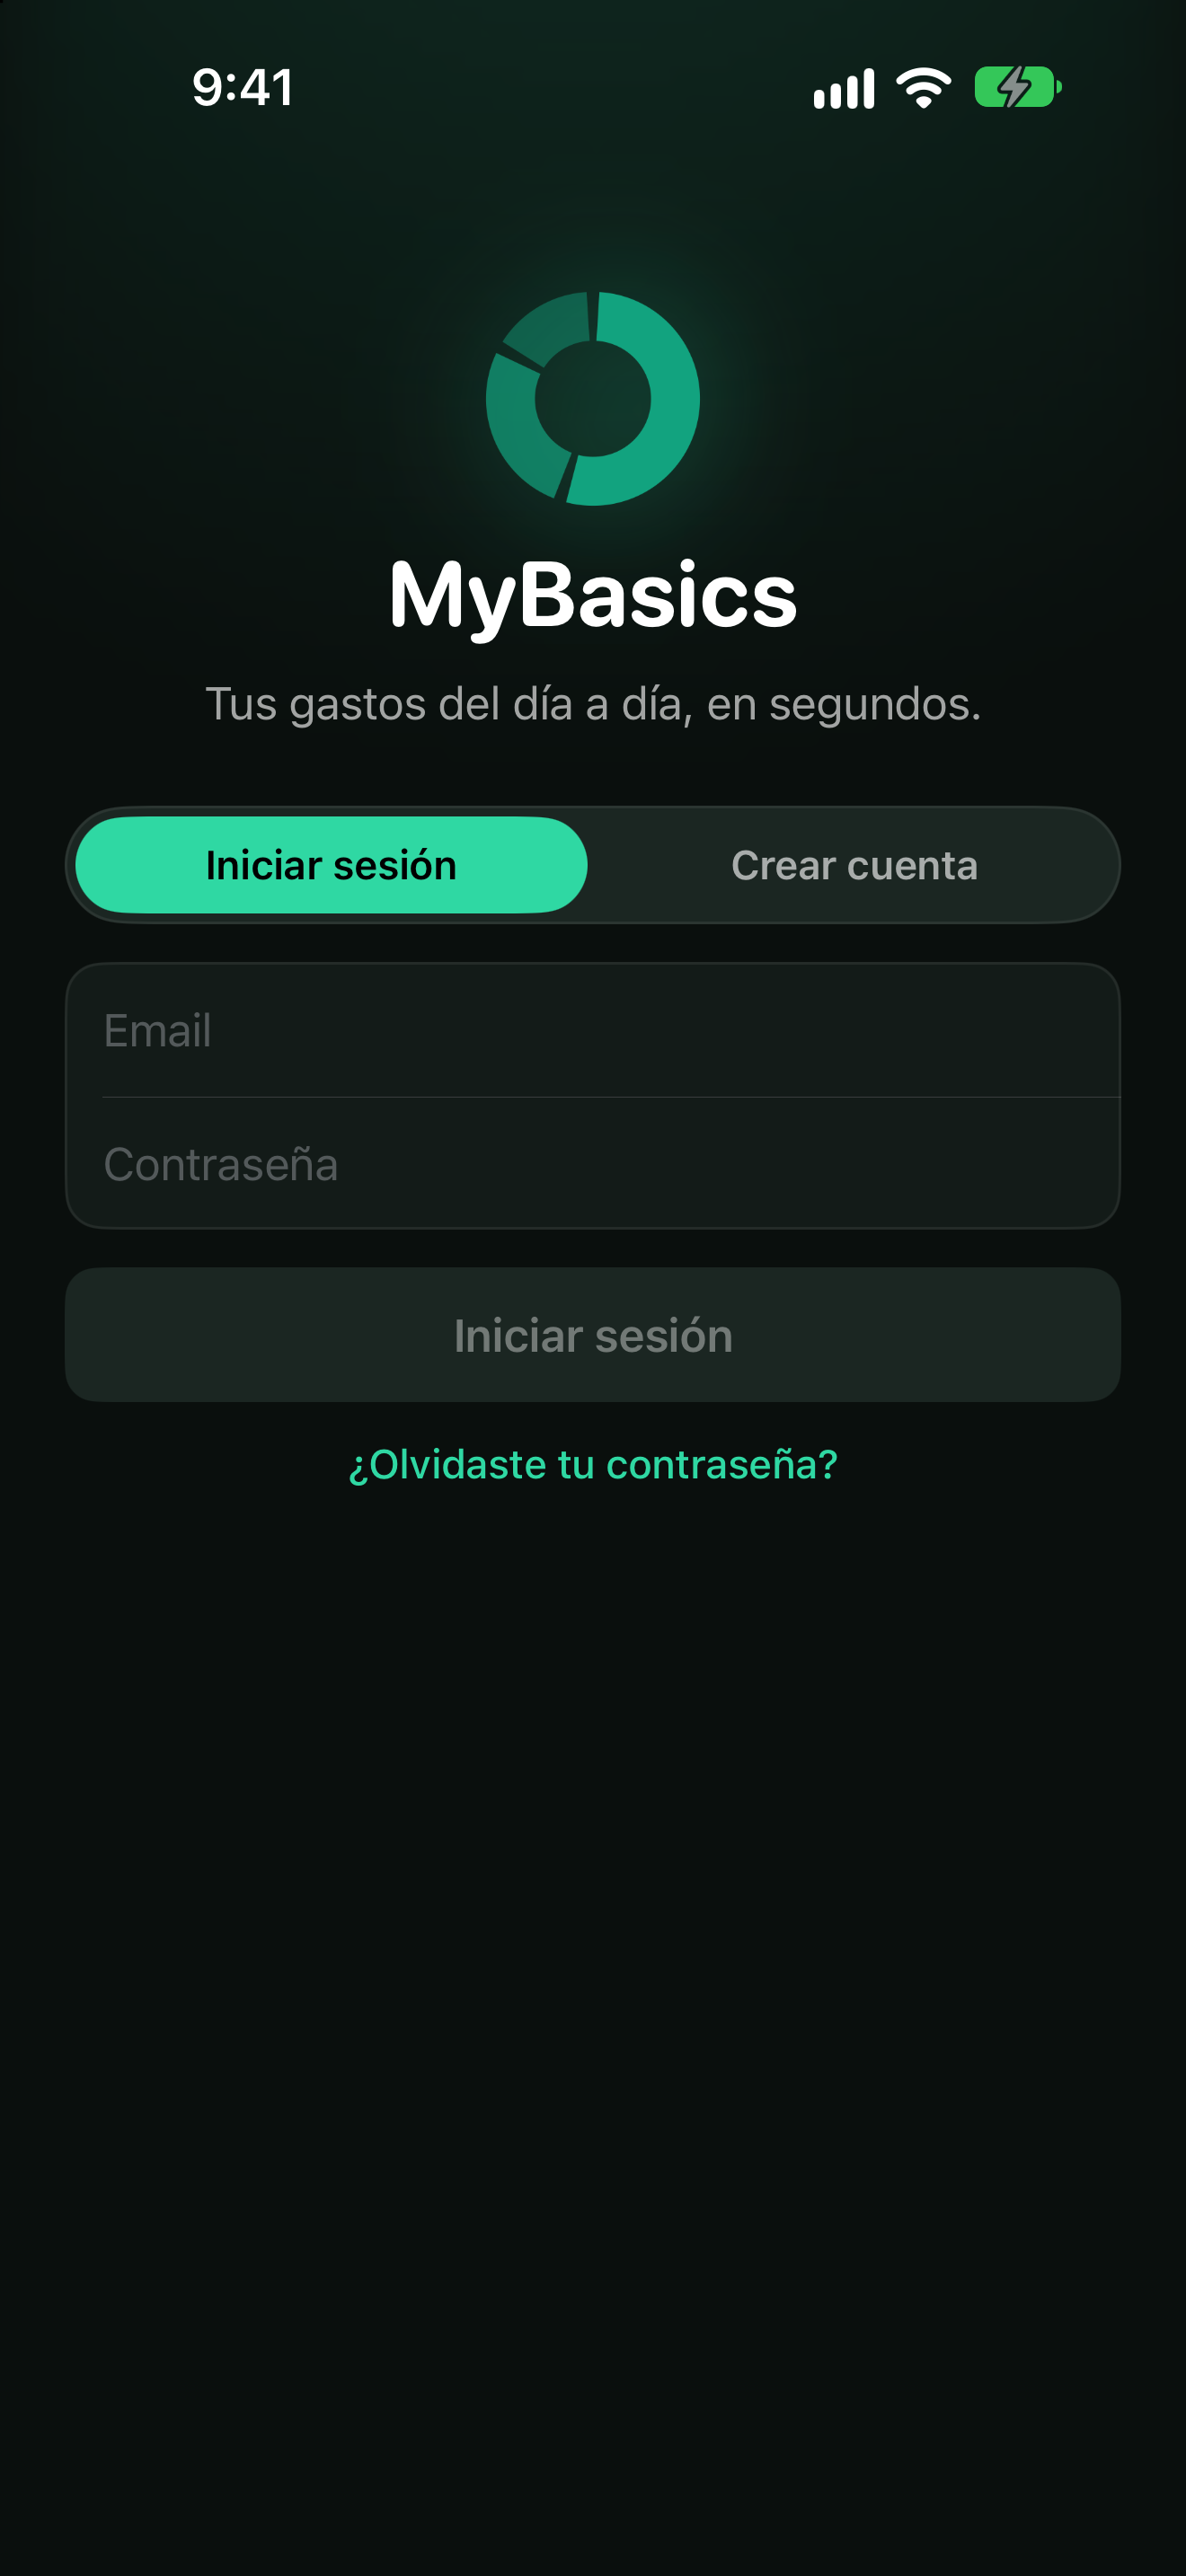 9:41
MyBasics
Tus gastos del día a día, en segundos.
Iniciar sesión
Crear cuenta
Email
Contraseña
Iniciar sesión
¿Olvidaste tu contraseña?